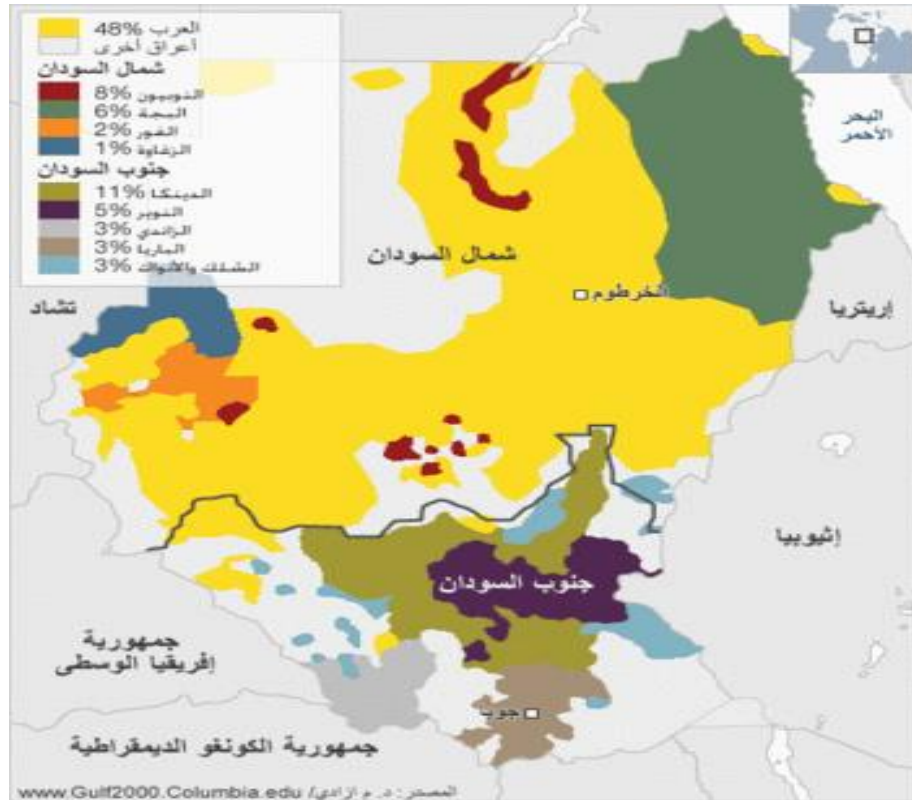 العرب 48%
أعراق أخرى
شمال السودان
النوبيون 8%
البجة 6%
الفور 2%
الزغاوة 1%
جنوب السودان
الدينكا 11%
النوير 5%
الزاندي 3%
الباريا 3%
الشلك والأنواك 3%
البحر
الأحمر
شمال السودان
الخرطوم
تشاد
إريتريا
إثيوبيا
جنوب السودان
جمهورية
إفريقيا الوسطى
جوب
جمهورية الكونغو الديمقراطية
المصدر: د. م ازادي/ www.Gulf2000.Columbia.edu